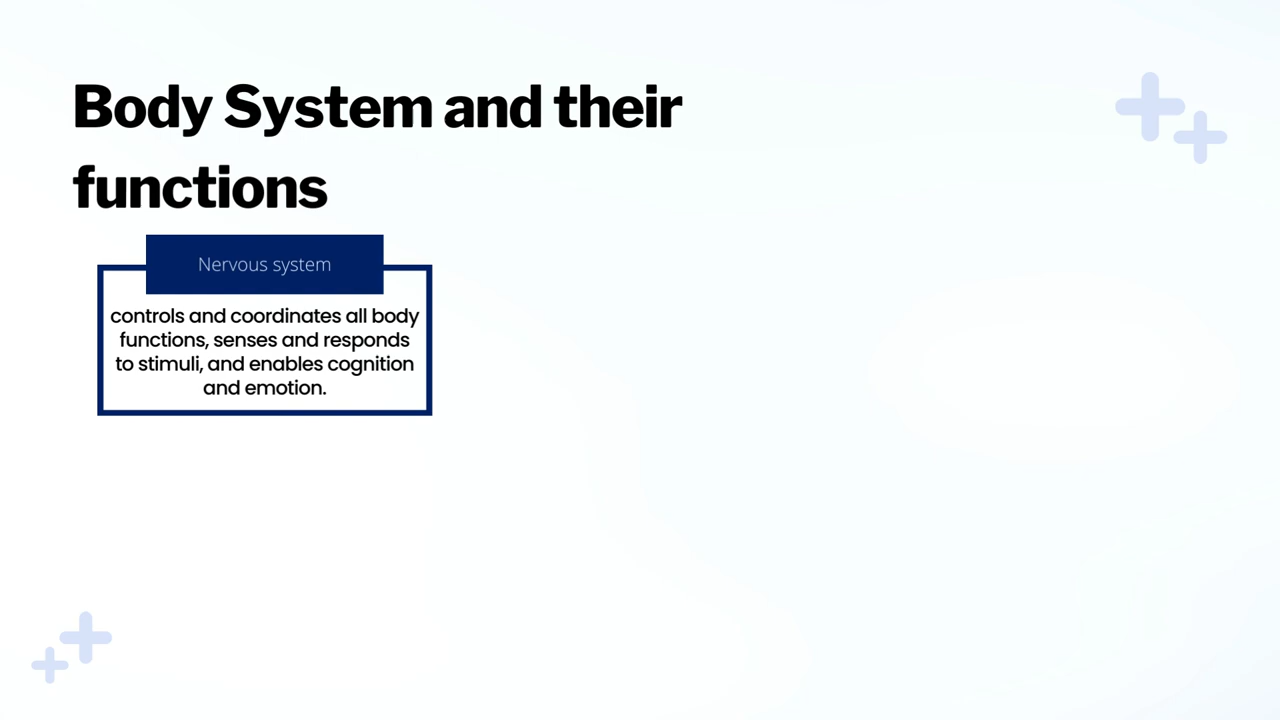 Body System and their
functions
Nervous system
controls and coordinates all body
functions, senses and responds
to stimuli, and enables cognition
and emotion.